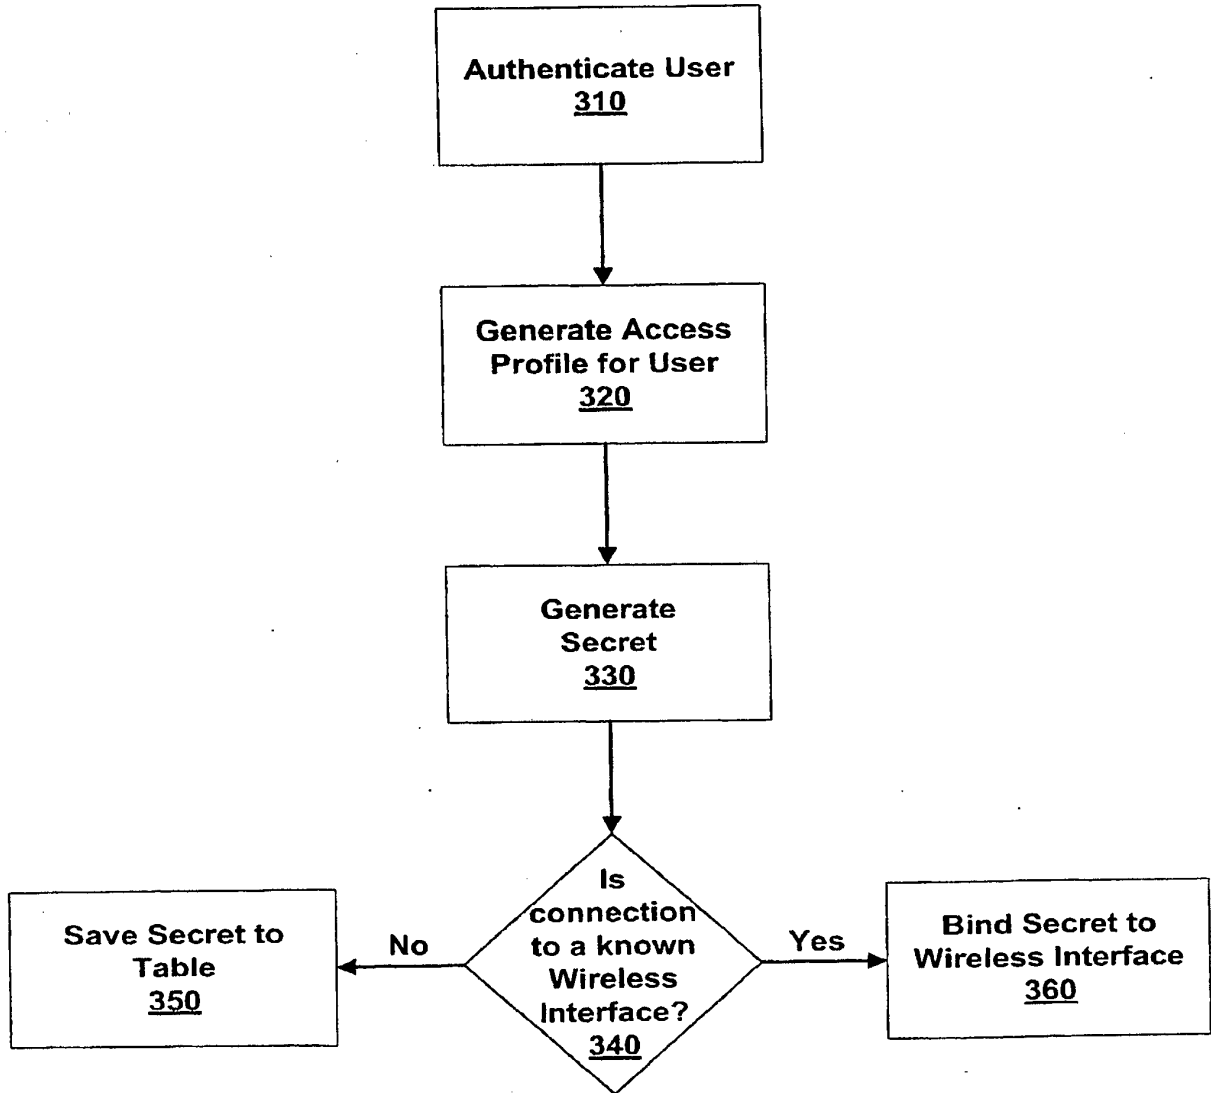 Authenticate User
310
Generate Access
Profile for User
320
Generate
Secret
330
Is
connection
to a known
Wireless
Interface?
340
No
Yes
Save Secret to
Table
350
Bind Secret to
Wireless Interface
360